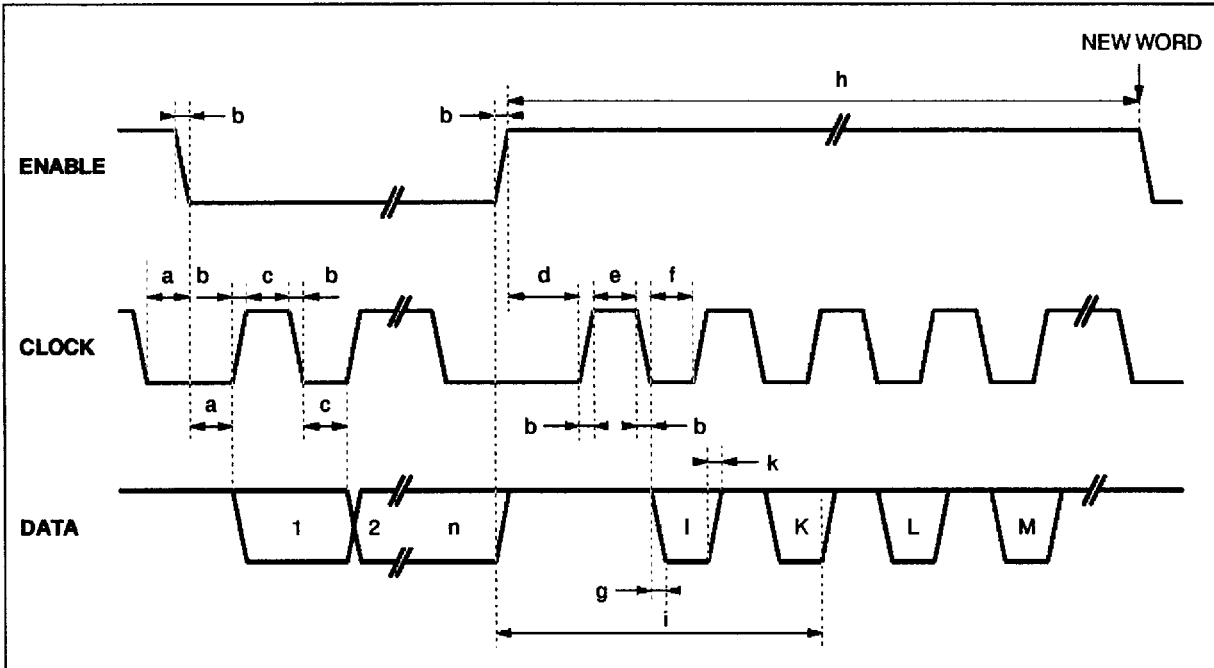 NEW WORD
h
b b
ENABLE
a b c b d e f
CLOCK
a c b b
k
DATA 1 2 n I K L M
g
i